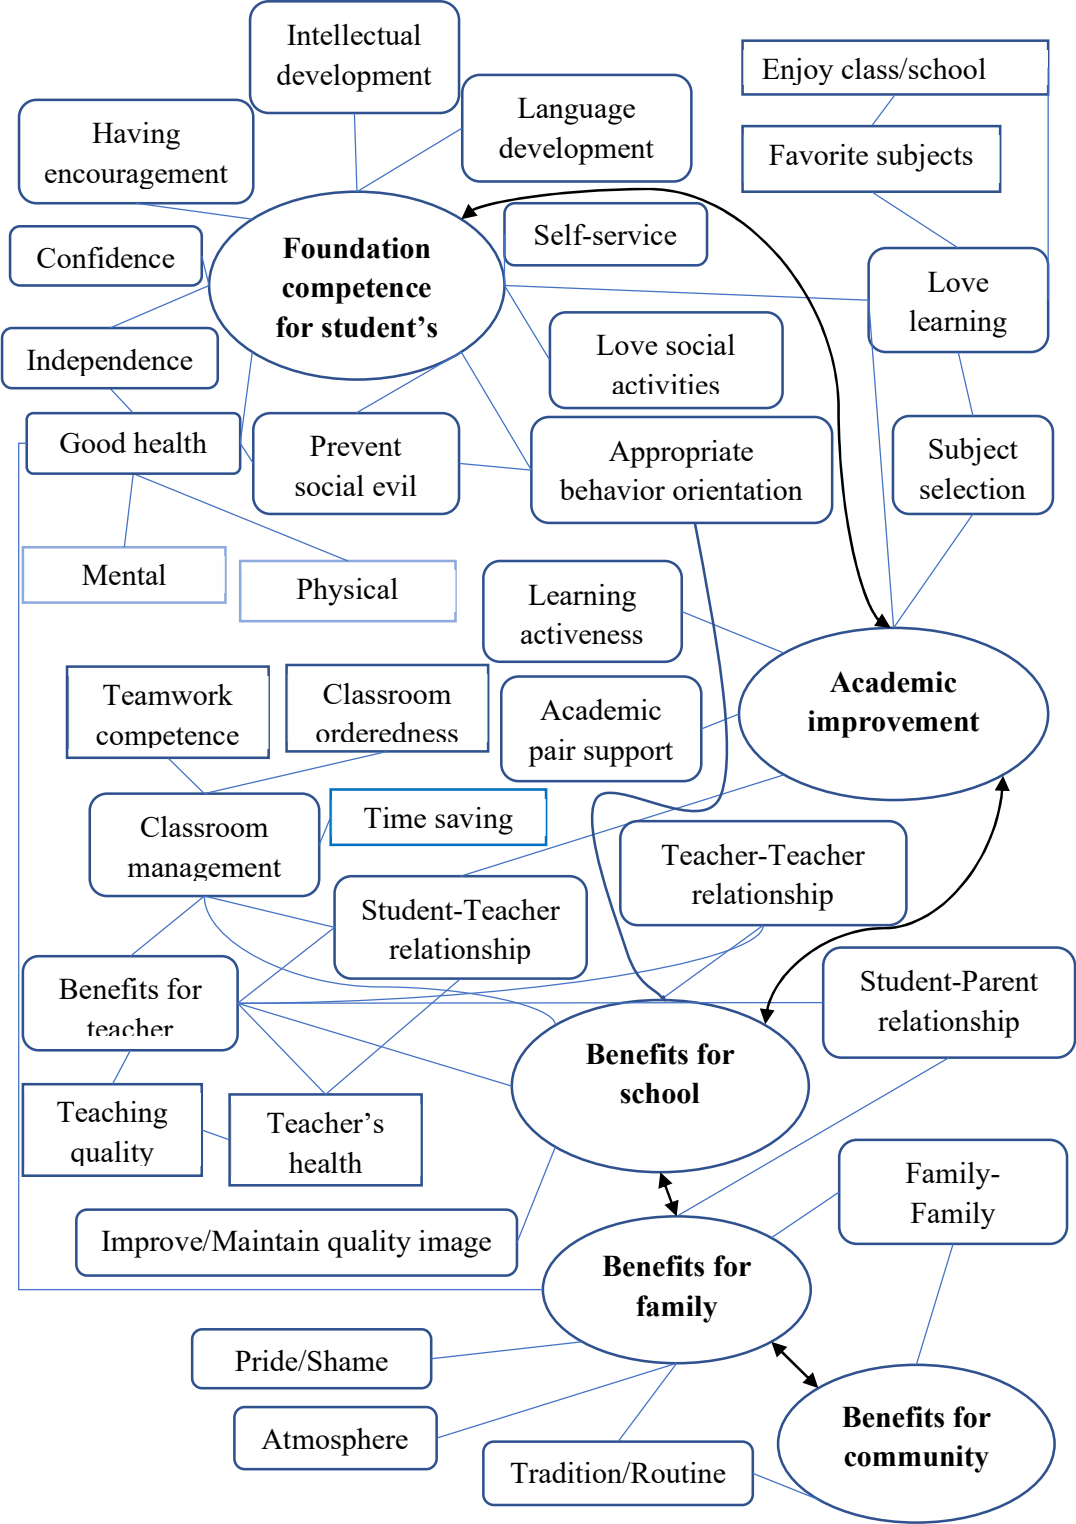 Intellectual
development
Enjoy class/school
Language
development
Having
encouragement
Favorite subjects
Self-service
Confidence
Foundation
competence
for student’s
Love
learning
Independence
Love social
activities
Good health
Prevent
social evil
Appropriate
behavior orientation
Subject
selection
Mental
Physical
Learning
activeness
Teamwork
competence
Classroom
orderedness
Academic
pair support
Academic
improvement
Classroom
management
Time saving
Teacher-Teacher
relationship
Student-Teacher
relationship
Benefits for
teacher
Student-Parent
relationship
Benefits for
school
Teaching
quality
Teacher’s
health
Family-
Family
Improve/Maintain quality image
Benefits for
family
Pride/Shame
Atmosphere
Tradition/Routine
Benefits for
community